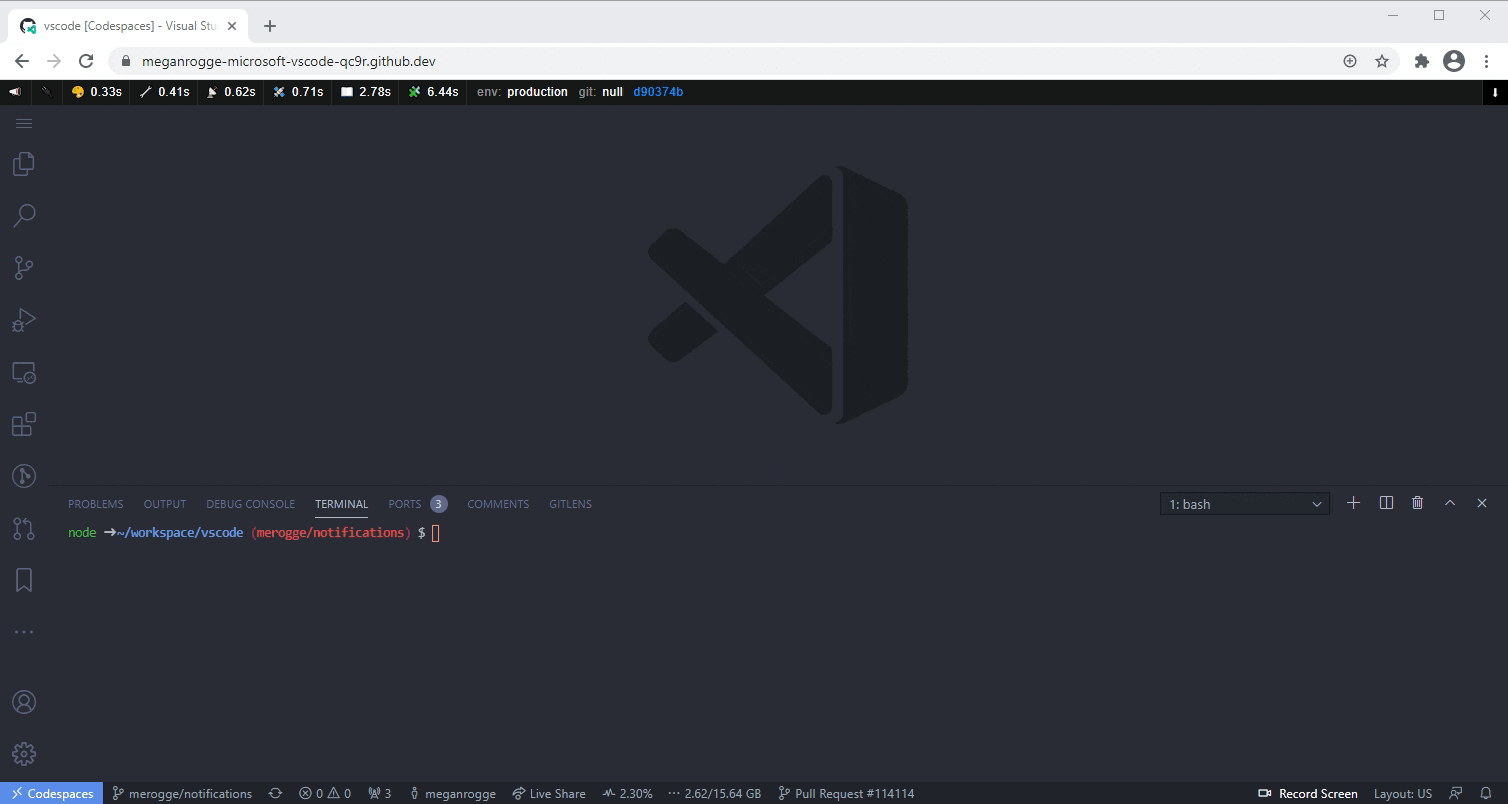 vscode [Codespaces] - Visual Stu
meganrogge-microsoft-vscode-qc9r.github.dev
0.33s 0.41s 0.62s 0.71s 2.78s 6.44s env: production git: null d90374b
PROBLEMS OUTPUT DEBUG CONSOLE TERMINAL PORTS 3 COMMENTS GITLENS 1: bash
node ➜~/workspace/vscode (merogge/notifications) $
Codespaces merogge/notifications 0 0 3 meganrogge Live Share 2.30% ··· 2.62/15.64 GB Pull Request #114114 Record Screen Layout: US